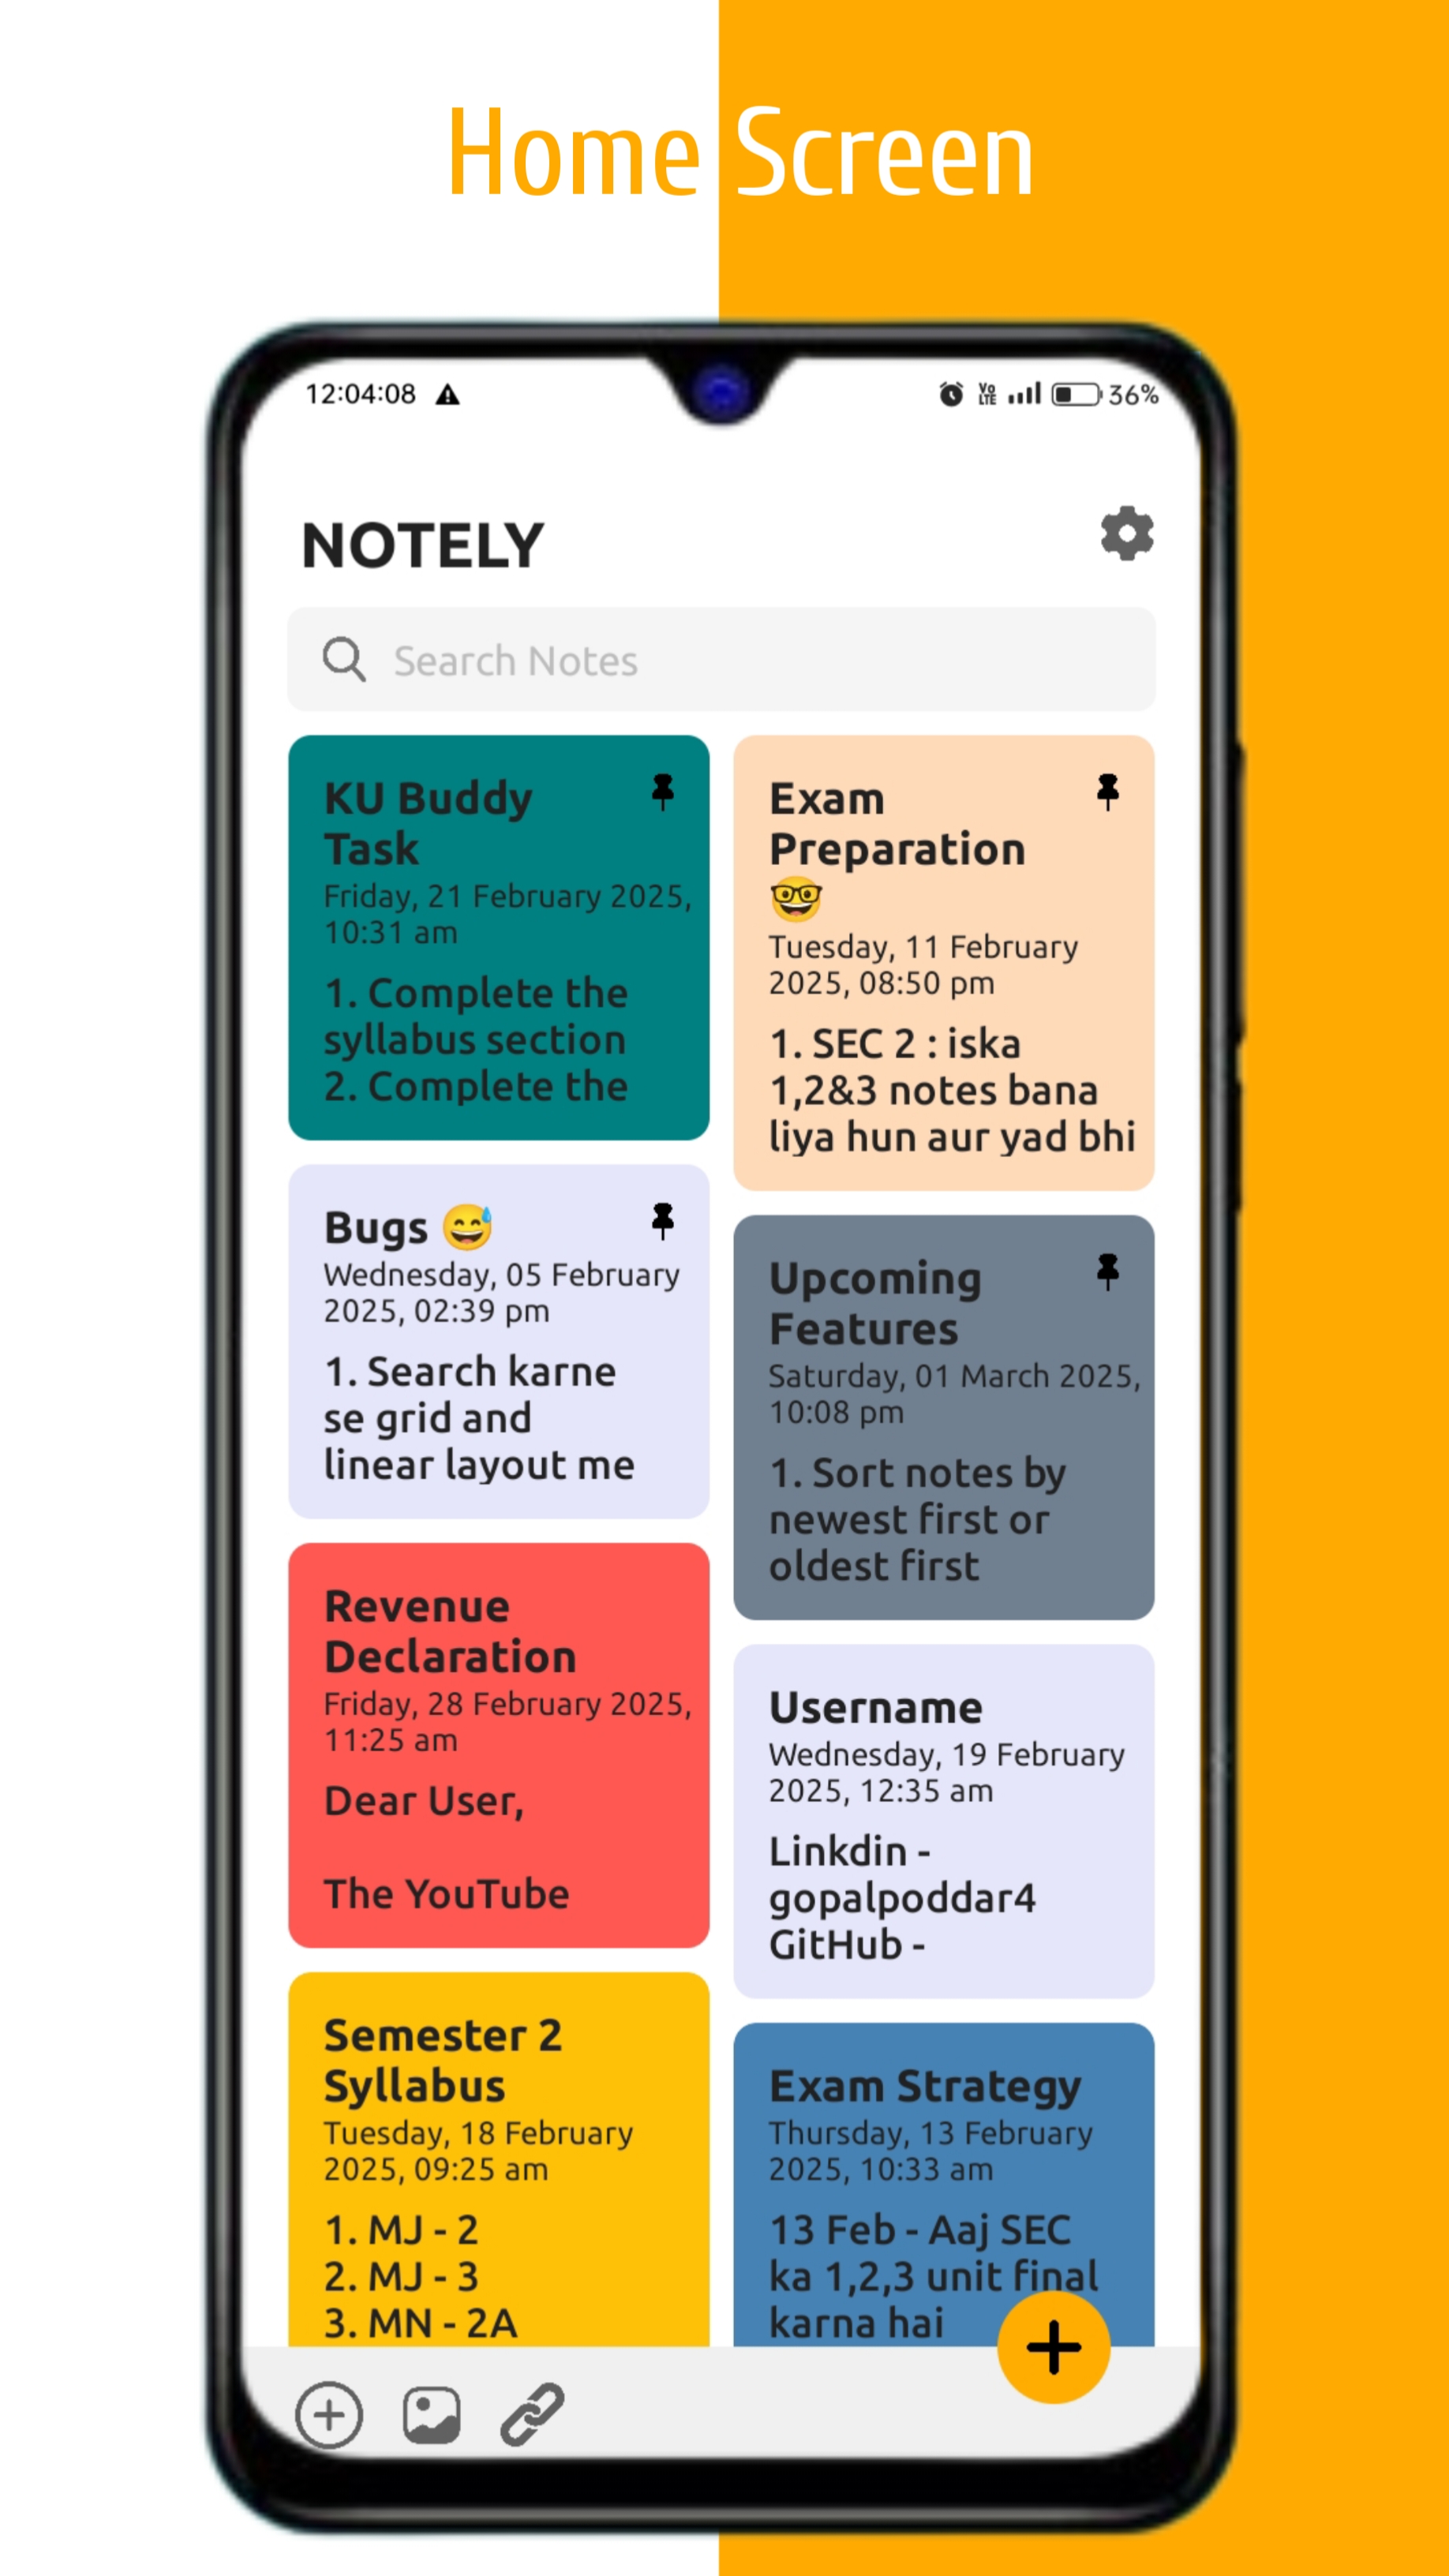 Home Screen
12:04:08
Vo LTE
36%
NOTELY
Search Notes
KU Buddy
Task
Friday, 21 February 2025,
10:31 am
1. Complete the
syllabus section
2. Complete the
Exam
Preparation
🤓
Tuesday, 11 February
2025, 08:50 pm
1. SEC 2 : iska
1,2&3 notes bana
liya hun aur yad bhi
Bugs 😅
Wednesday, 05 February
2025, 02:39 pm
1. Search karne
se grid and
linear layout me
Upcoming
Features
Saturday, 01 March 2025,
10:08 pm
1. Sort notes by
newest first or
oldest first
Revenue
Declaration
Friday, 28 February 2025,
11:25 am
Dear User,
The YouTube
Username
Wednesday, 19 February
2025, 12:35 am
Linkdin -
gopalpoddar4
GitHub -
Semester 2
Syllabus
Tuesday, 18 February
2025, 09:25 am
1. MJ - 2
2. MJ - 3
3. MN - 2A
Exam Strategy
Thursday, 13 February
2025, 10:33 am
13 Feb - Aaj SEC
ka 1,2,3 unit final
karna hai